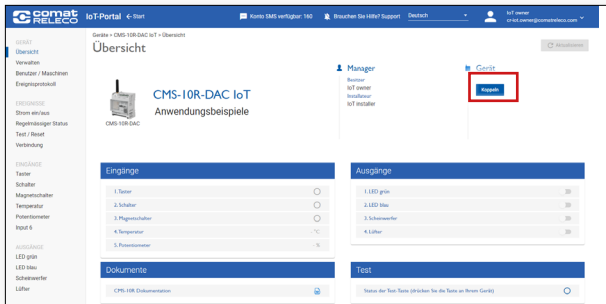 comat
RELECO
IoT-Portal
Start
Konto SMS verfügbar: 160
Brauchen Sie Hilfe? Support
Deutsch
IoT owner
cr-iot.owner@comatreleco.com
GERÄT
Übersicht
Verwalten
Benutzer / Maschinen
Ereignisprotokoll
EREIGNISSE
Strom ein/aus
Regelmässiger Status
Test / Reset
Verbindung
EINGÄNGE
Taster
Schalter
Magnetschalter
Temperatur
Potentiometer
Input 6
AUSGÄNGE
LED grün
LED blau
Scheinwerfer
Lüfter
Geräte > CMS-10R-DAC IoT > Übersicht
Übersicht
Aktualisieren
CMS-10R-DAC
CMS-10R-DAC IoT
Anwendungsbeispiele
Manager
Besitzer
IoT owner
Installateur
IoT installer
Gerät
Koppeln
Eingänge
1. Taster
2. Schalter
3. Magnetschalter
4. Temperatur
- °C
5. Potentiometer
- %
Ausgänge
1. LED grün
2. LED blau
3. Scheinwerfer
4. Lüfter
Dokumente
CMS-10R Dokumentation
Test
Status der Test Taste (drücken Sie die Taste an Ihrem Gerät)